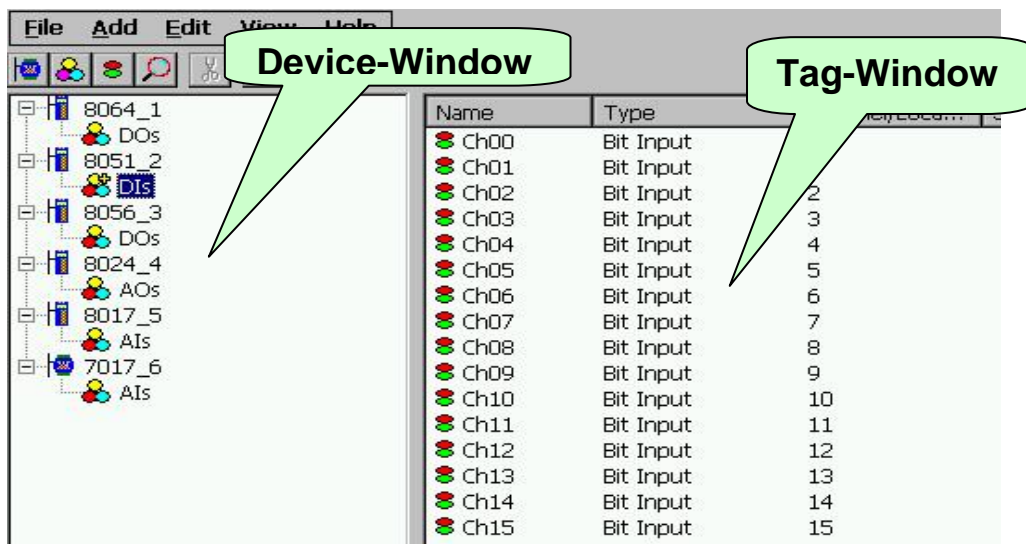 File Add Edit View Help
Device-Window
Tag-Window
8064_1
DOs
8051_2
DIs
8056_3
DOs
8024_4
AOs
8017_5
AIs
7017_6
AIs
Name Type
Ch00 Bit Input
Ch01 Bit Input
Ch02 Bit Input 2
Ch03 Bit Input 3
Ch04 Bit Input 4
Ch05 Bit Input 5
Ch06 Bit Input 6
Ch07 Bit Input 7
Ch08 Bit Input 8
Ch09 Bit Input 9
Ch10 Bit Input 10
Ch11 Bit Input 11
Ch12 Bit Input 12
Ch13 Bit Input 13
Ch14 Bit Input 14
Ch15 Bit Input 15